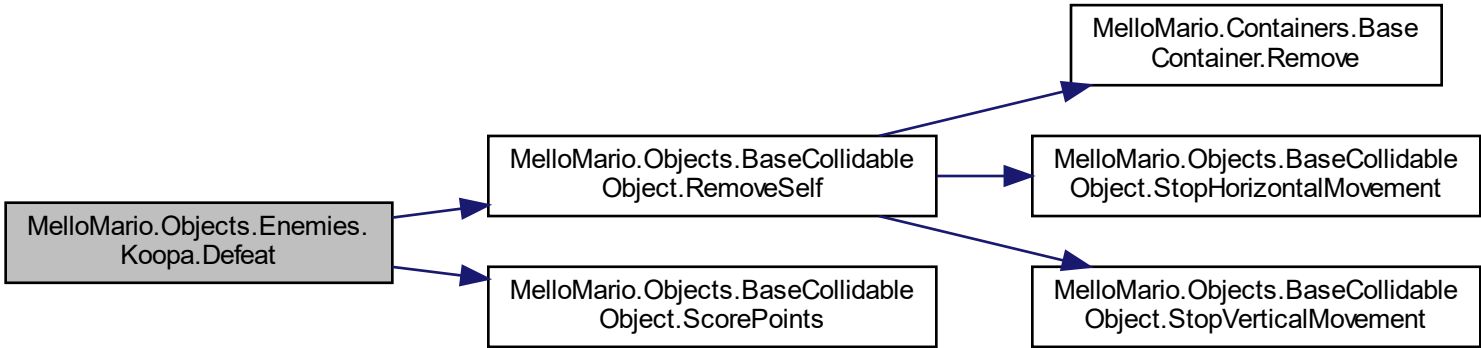 MelloMario.Objects.Enemies.
Koopa.Defeat
MelloMario.Objects.BaseCollidable
Object.RemoveSelf
MelloMario.Objects.BaseCollidable
Object.ScorePoints
MelloMario.Containers.Base
Container.Remove
MelloMario.Objects.BaseCollidable
Object.StopHorizontalMovement
MelloMario.Objects.BaseCollidable
Object.StopVerticalMovement